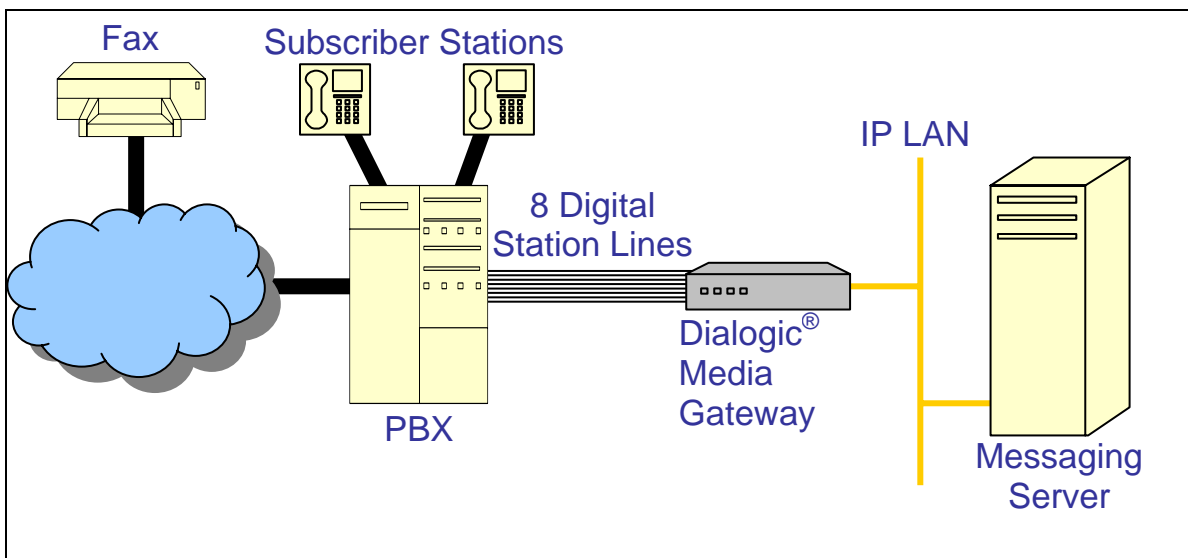 Fax
Subscriber Stations
IP LAN
8 Digital
Station Lines
Dialogic®
Media
Gateway
PBX
Messaging
Server